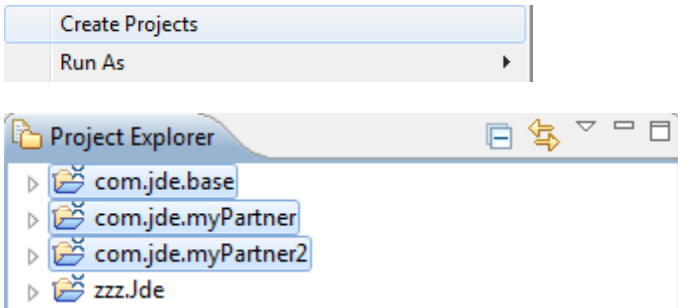 Create Projects
Run As
Project Explorer
com.jde.base
com.jde.myPartner
com.jde.myPartner2
zzz.Jde